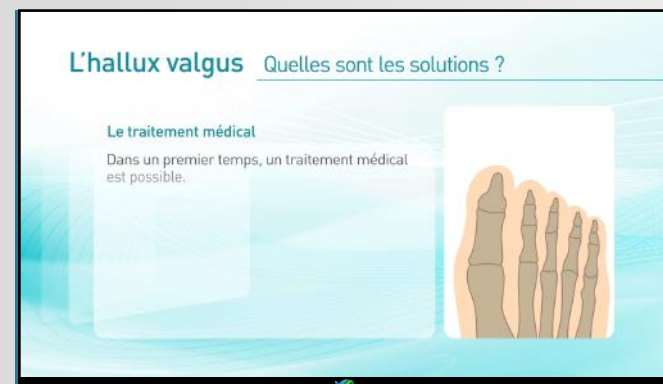 L'hallux valgus Quelles sont les solutions ?
Le traitement médical
Dans un premier temps, un traitement médical
est possible.